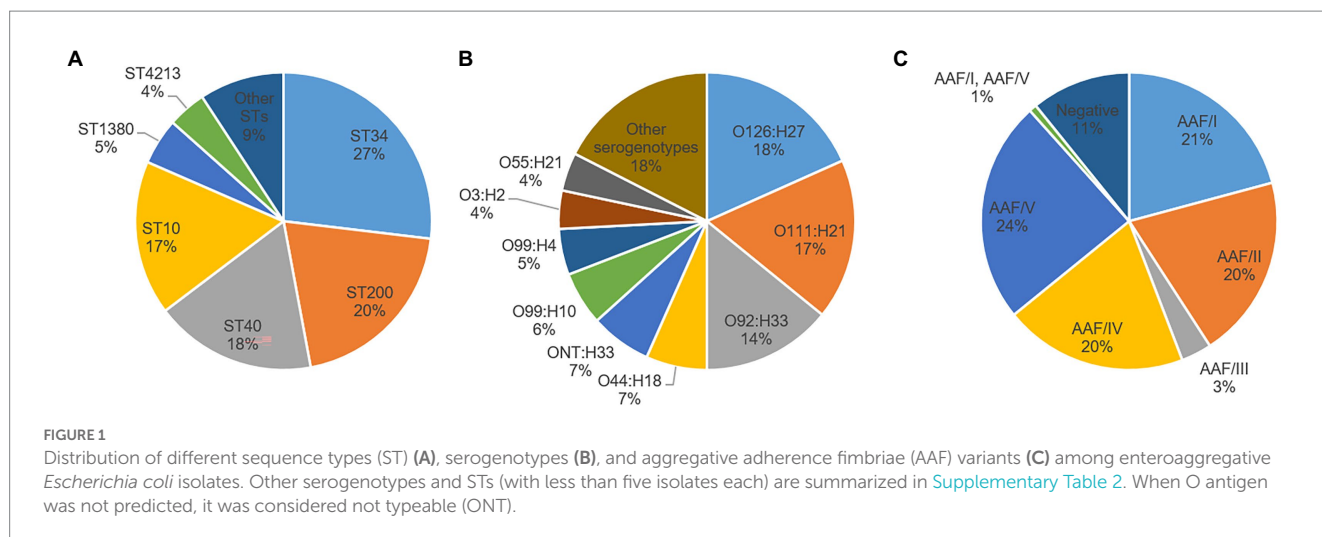 A
ST4213
4%
Other
STs
9%
ST1380
5%
ST34
27%
ST10
17%
ST200
20%
ST40
18%
B
Other
serogenotypes
18%
O126:H27
18%
O55:H21
4%
O3:H2
4%
O111:H21
17%
O99:H4
5%
O99:H10
6%
O92:H33
14%
ONT:H33
7%
O44:H18
7%
C
AAF/I, AAF/V
1%
Negative
11%
AAF/I
21%
AAF/V
24%
AAF/II
20%
AAF/IV
20%
AAF/III
3%
FIGURE 1
Distribution of different sequence types (ST) (A), serogenotypes (B), and aggregative adherence fimbriae (AAF) variants (C) among enteroaggregative
Escherichia coli isolates. Other serogenotypes and STs (with less than five isolates each) are summarized in Supplementary Table 2. When O antigen
was not predicted, it was considered not typeable (ONT).